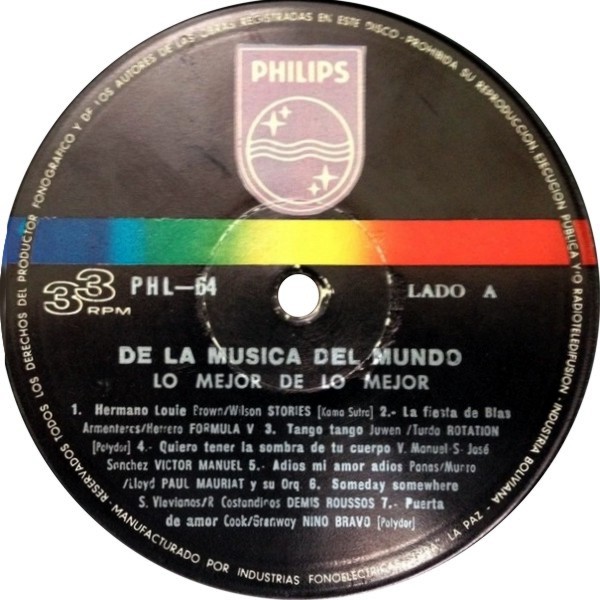 RESERVADOS TODOS LOS DERECHOS DEL PRODUCTOR FONOGRAFICO Y DE LOS AUTORES DE LAS OBRAS REGISTRADAS EN ESTE DISCO - PROHIBIDA SU REPRODUCCION, EJECUCION PUBLICA Y/O RADIOTELEDIFUSION
PHILIPS
33 PHL-64 LADO A
RPM
DE LA MUSICA DEL MUNDO
LO MEJOR DE LO MEJOR
1. Hermano Louie Brown/Wilson STORIES [Kama Sutra] 2.- La fiesta de Blas
Armenteros/Herrero FORMULA V 3. Tango tango Juwen/Turda ROTATION
[Polydor] 4.- Quiero tener la sombra de tu cuerpo V. Manuel-S. José
Sanchez VICTOR MANUEL 5.- Adios mi amor adios Panas/Munro
/Lloyd PAUL MAURIAT y su Orq. 6. Someday somewhere
S. Vlavianos/R Costandinos DEMIS ROUSSOS 7.- Puerta
de amor Cook/Grenway NINO BRAVO [Polydor]
MANUFACTURADO POR INDUSTRIAS FONOELECTRICAS LA PAZ - INDUSTRIA BOLIVIANA